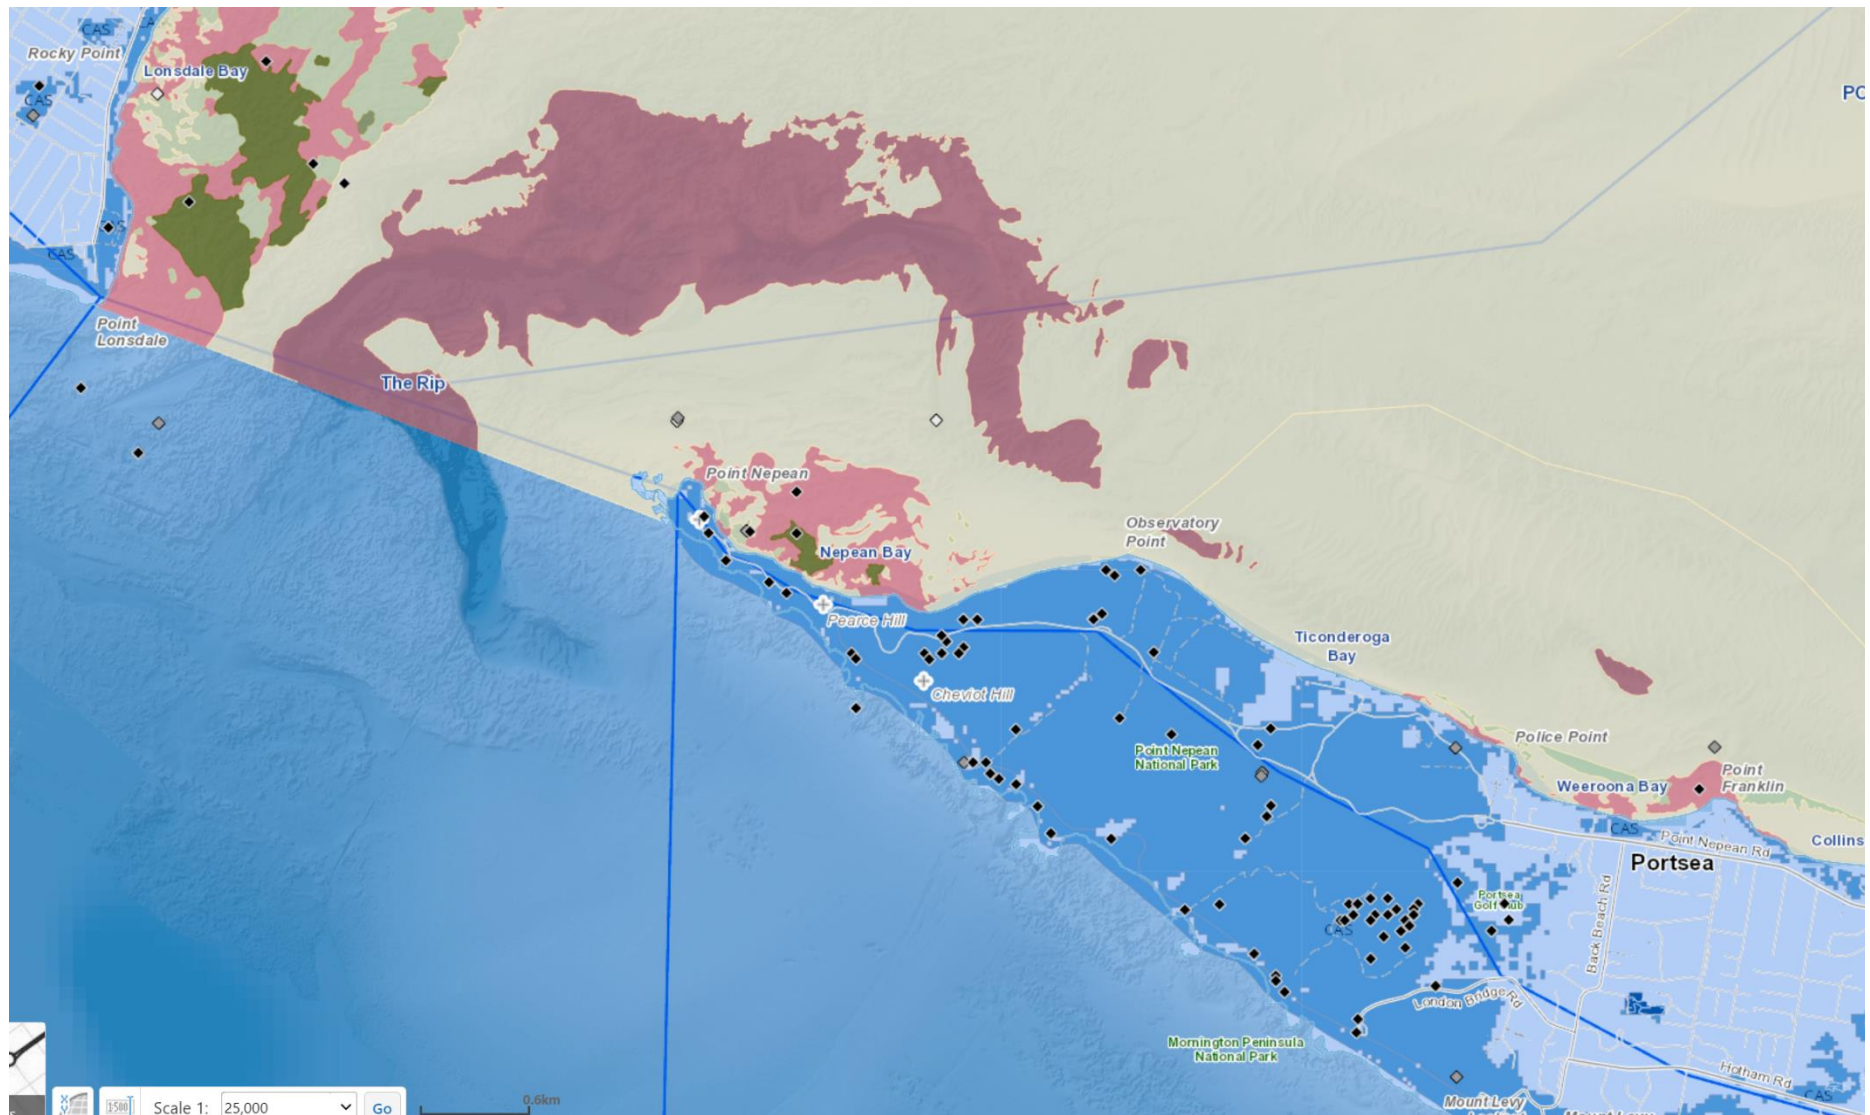 CAS
Rocky Point
Lonsdale Bay
CAS
CAS
CAS
Point
Lonsdale
The Rip
Point Nepean
Nepean Bay
Observatory
Point
Pearce Hill
Cheviot Hill
Ticonderoga
Bay
Point Nepean
National Park
Police Point
Weeroona Bay
Point
Franklin
CAS
Point Nepean Rd
Collins
Portsea
Portsea
Back Beach Rd
CAS
London Bridge Rd
Mornington Peninsula
National Park
Hotham Rd
CAS
Mount Levy
0.6km
X
Y
1:500
Scale 1:
25,000
Go